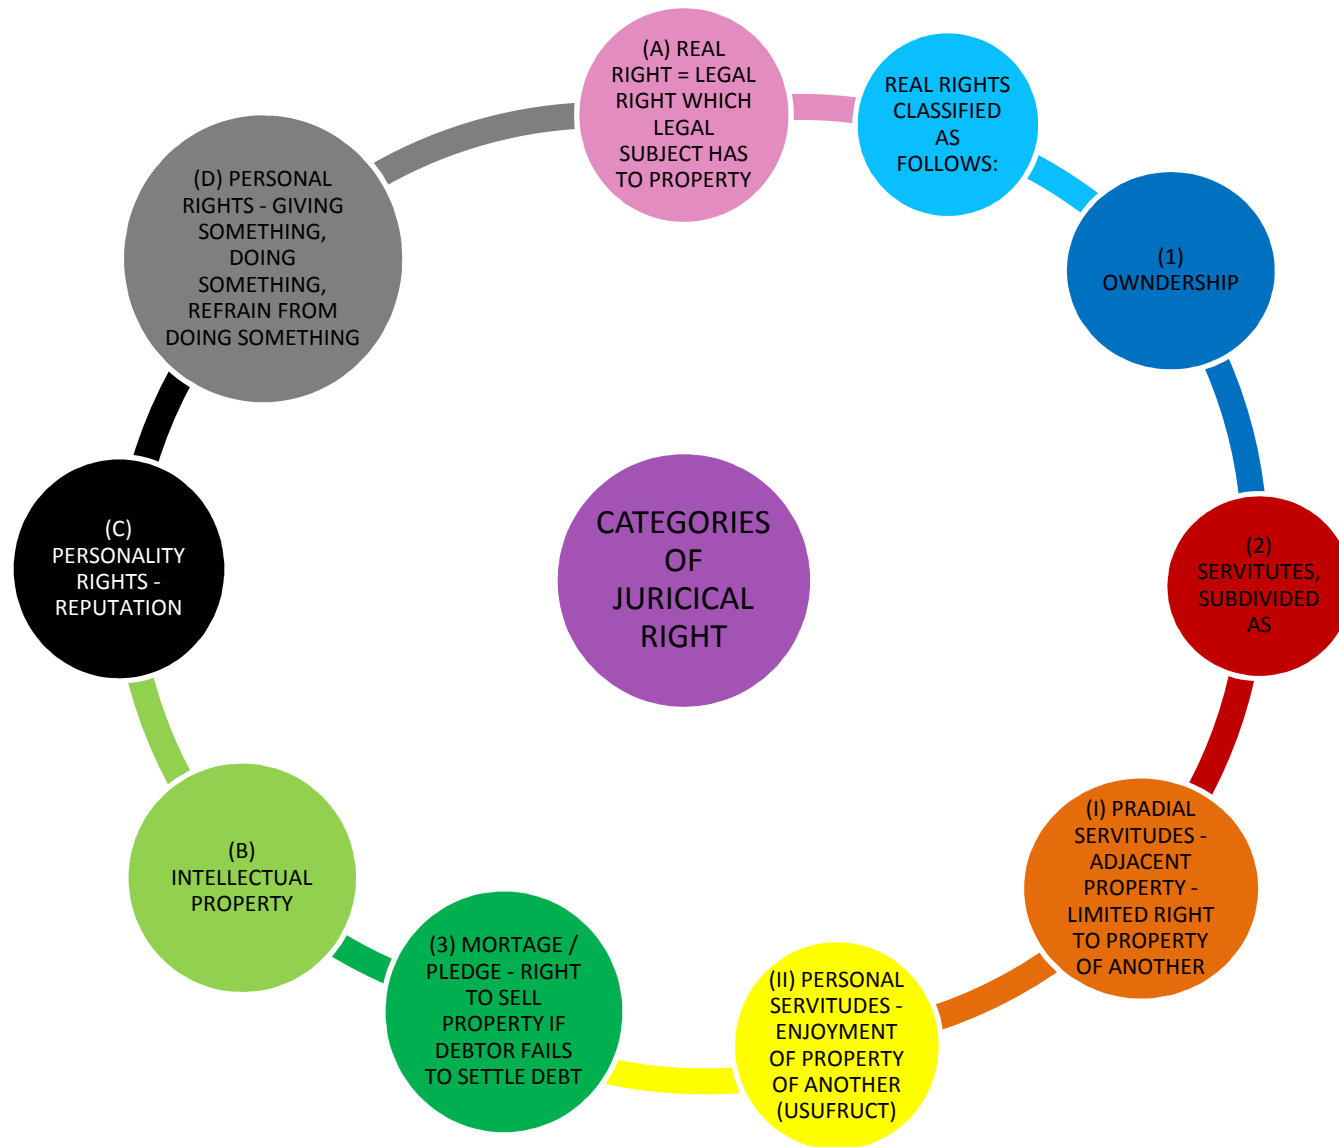 (A) REAL
RIGHT = LEGAL
RIGHT WHICH
LEGAL
SUBJECT HAS
TO PROPERTY
REAL RIGHTS
CLASSIFIED
AS
FOLLOWS:
(1)
OWNDERSHIP
(2)
SERVITUTES,
SUBDIVIDED
AS
(I) PRADIAL
SERVITUDES -
ADJACENT
PROPERTY -
LIMITED RIGHT
TO PROPERTY
OF ANOTHER
(II) PERSONAL
SERVITUDES -
ENJOYMENT
OF PROPERTY
OF ANOTHER
(USUFRUCT)
(3) MORTAGE /
PLEDGE - RIGHT
TO SELL
PROPERTY IF
DEBTOR FAILS
TO SETTLE DEBT
(B)
INTELLECTUAL
PROPERTY
(C)
PERSONALITY
RIGHTS -
REPUTATION
(D) PERSONAL
RIGHTS - GIVING
SOMETHING,
DOING
SOMETHING,
REFRAIN FROM
DOING SOMETHING
CATEGORIES
OF
JURICICAL
RIGHT